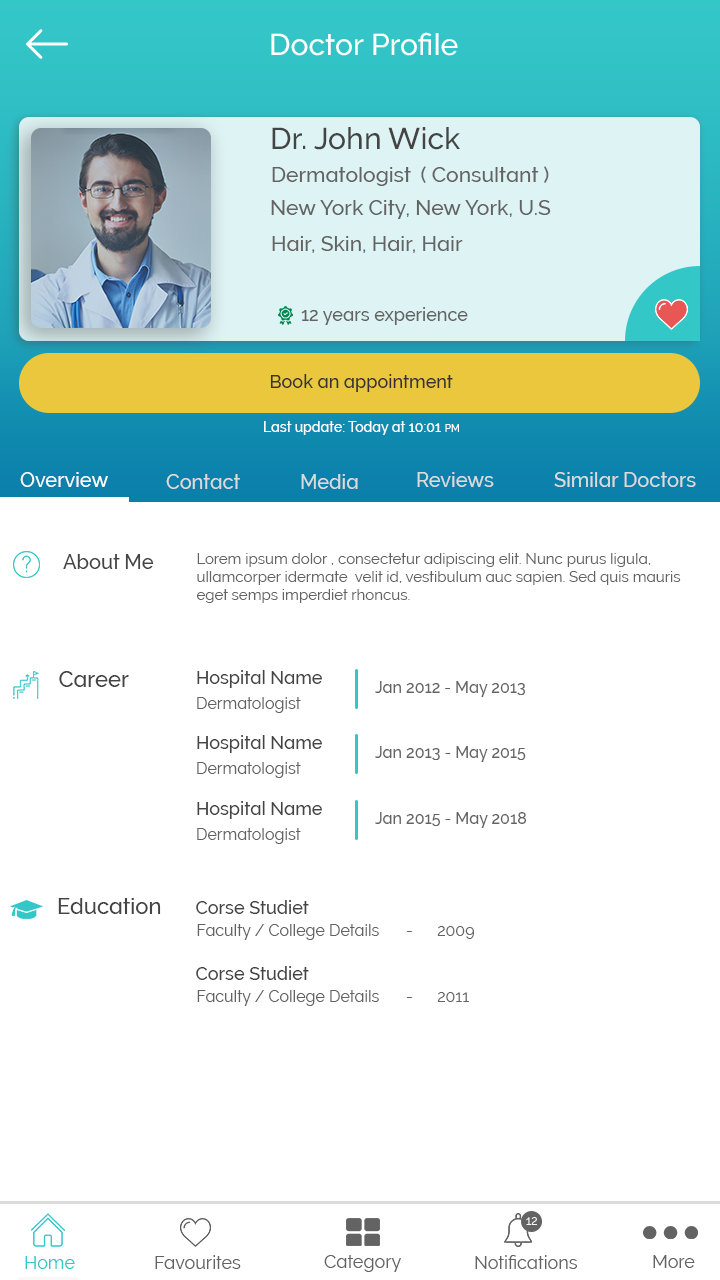 Doctor Profile
Dr. John Wick
Dermatologist ( Consultant )
New York City, New York, U.S
Hair, Skin, Hair, Hair
12 years experience
Book an appointment
Last update: Today at 10:01 PM
Overview Contact Media Reviews Similar Doctors
About Me
Lorem ipsum dolor , consectetur adipiscing elit. Nunc purus ligula,
ullamcorper idermate velit id, vestibulum auc sapien. Sed quis mauris
eget semps imperdiet rhoncus.
Career
Hospital Name
Dermatologist
Jan 2012 - May 2013
Hospital Name
Dermatologist
Jan 2013 - May 2015
Hospital Name
Dermatologist
Jan 2015 - May 2018
Education
Corse Studiet
Faculty / College Details - 2009
Corse Studiet
Faculty / College Details - 2011
12
Home Favourites Category Notifications More